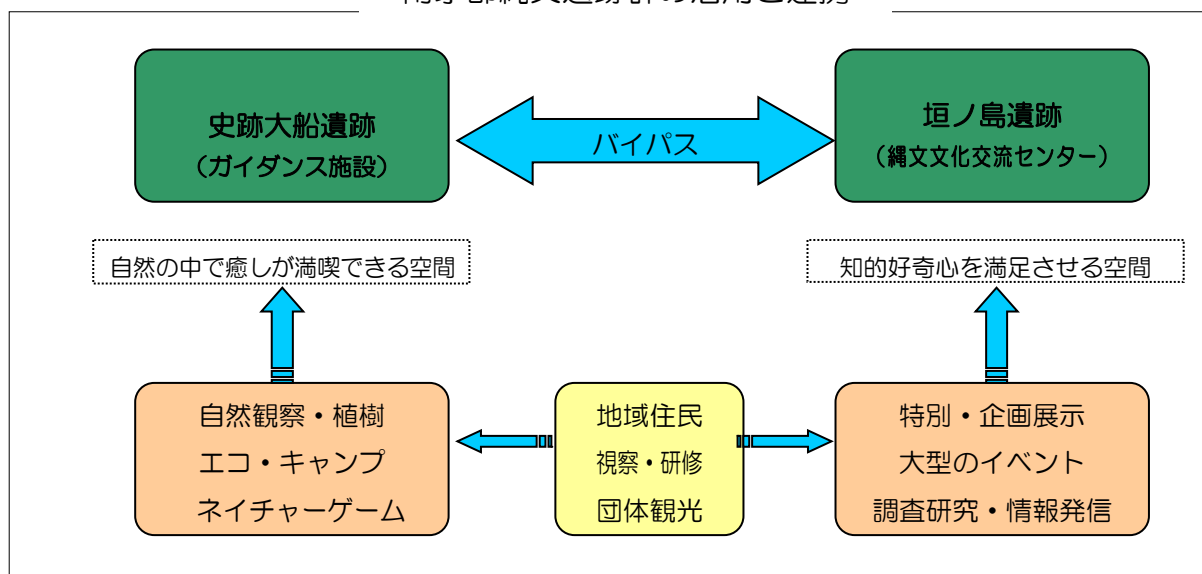 史跡大船遺跡
（ガイダンス施設）
バイパス
垣ノ島遺跡
（縄文文化交流センター）
自然の中で癒しが満喫できる空間
知的好奇心を満足させる空間
自然観察・植樹
エコ・キャンプ
ネイチャーゲーム
地域住民
視察・研修
団体観光
特別・企画展示
大型のイベント
調査研究・情報発信